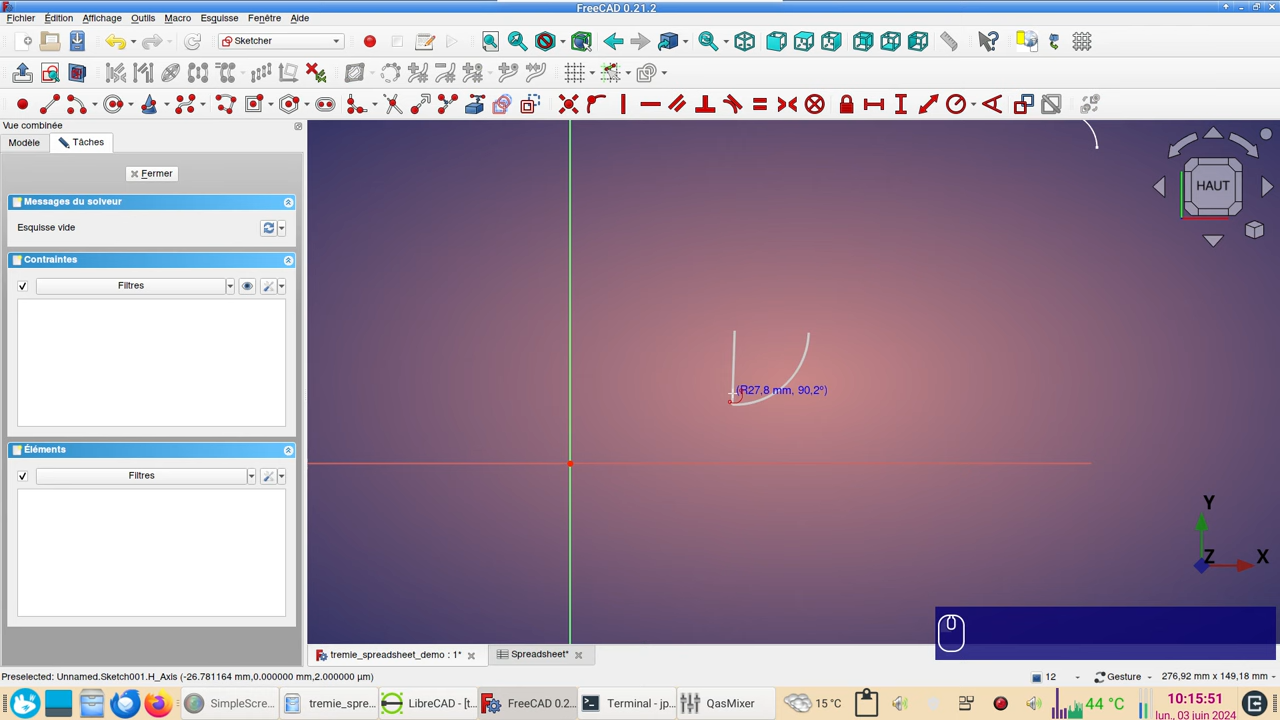 FreeCAD 0.21.2
Fichier Édition Affichage Outils Macro Esquisse Fenêtre Aide
Sketcher
Vue combinée
Modèle Tâches
Fermer
Messages du solveur
Esquisse vide
Contraintes
Filtres
Éléments
Filtres
HAUT
(R27,8 mm, 90,2º)
Y
Z
X
tremie_spreadsheet_demo : 1*
Spreadsheet*
Preselected: Unnamed.Sketch001.H_Axis (-26.781164 mm,0.000000 mm,2.000000 µm)
12
Gesture
276,92 mm x 149,18 mm
SimpleScre...
tremie_spre...
LibreCAD - [t...
FreeCAD 0.2...
Terminal - jp...
QasMixer
15°C
44 °C
10:15:51
lun., 03 juin 2024